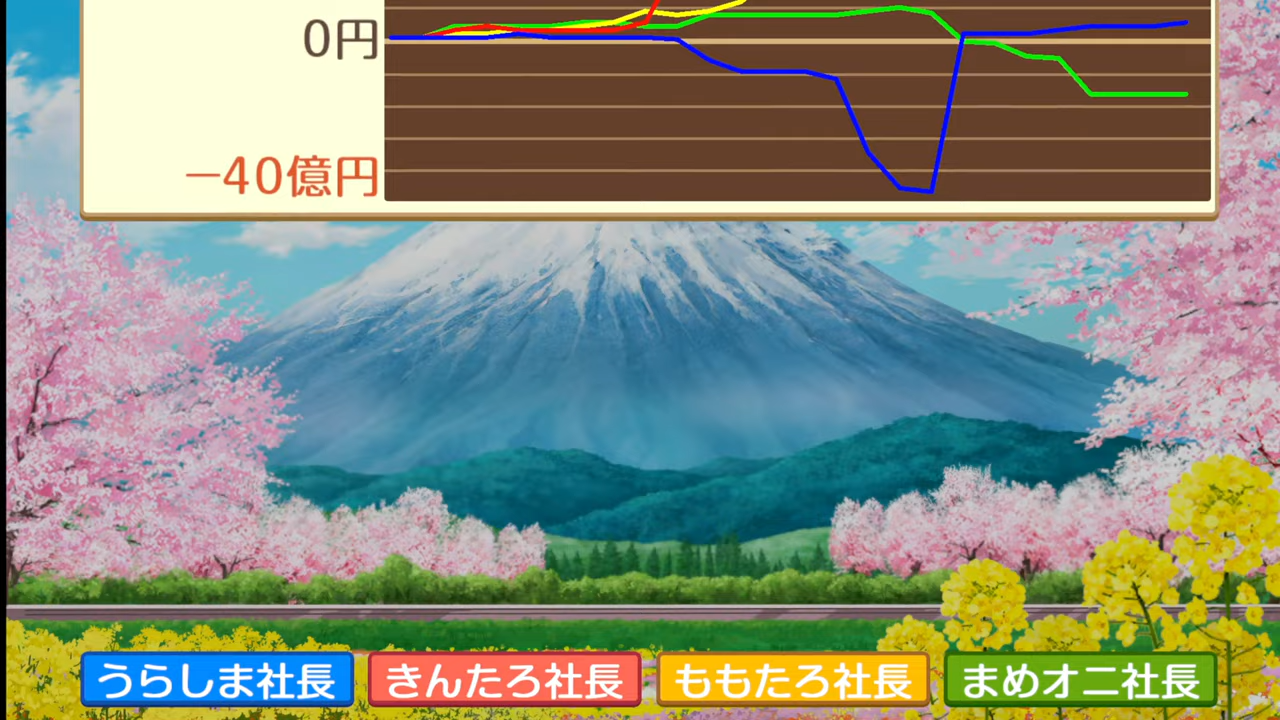 0円
−40億円
うらしま社長
きんたろ社長
ももたろ社長
まめオニ社長